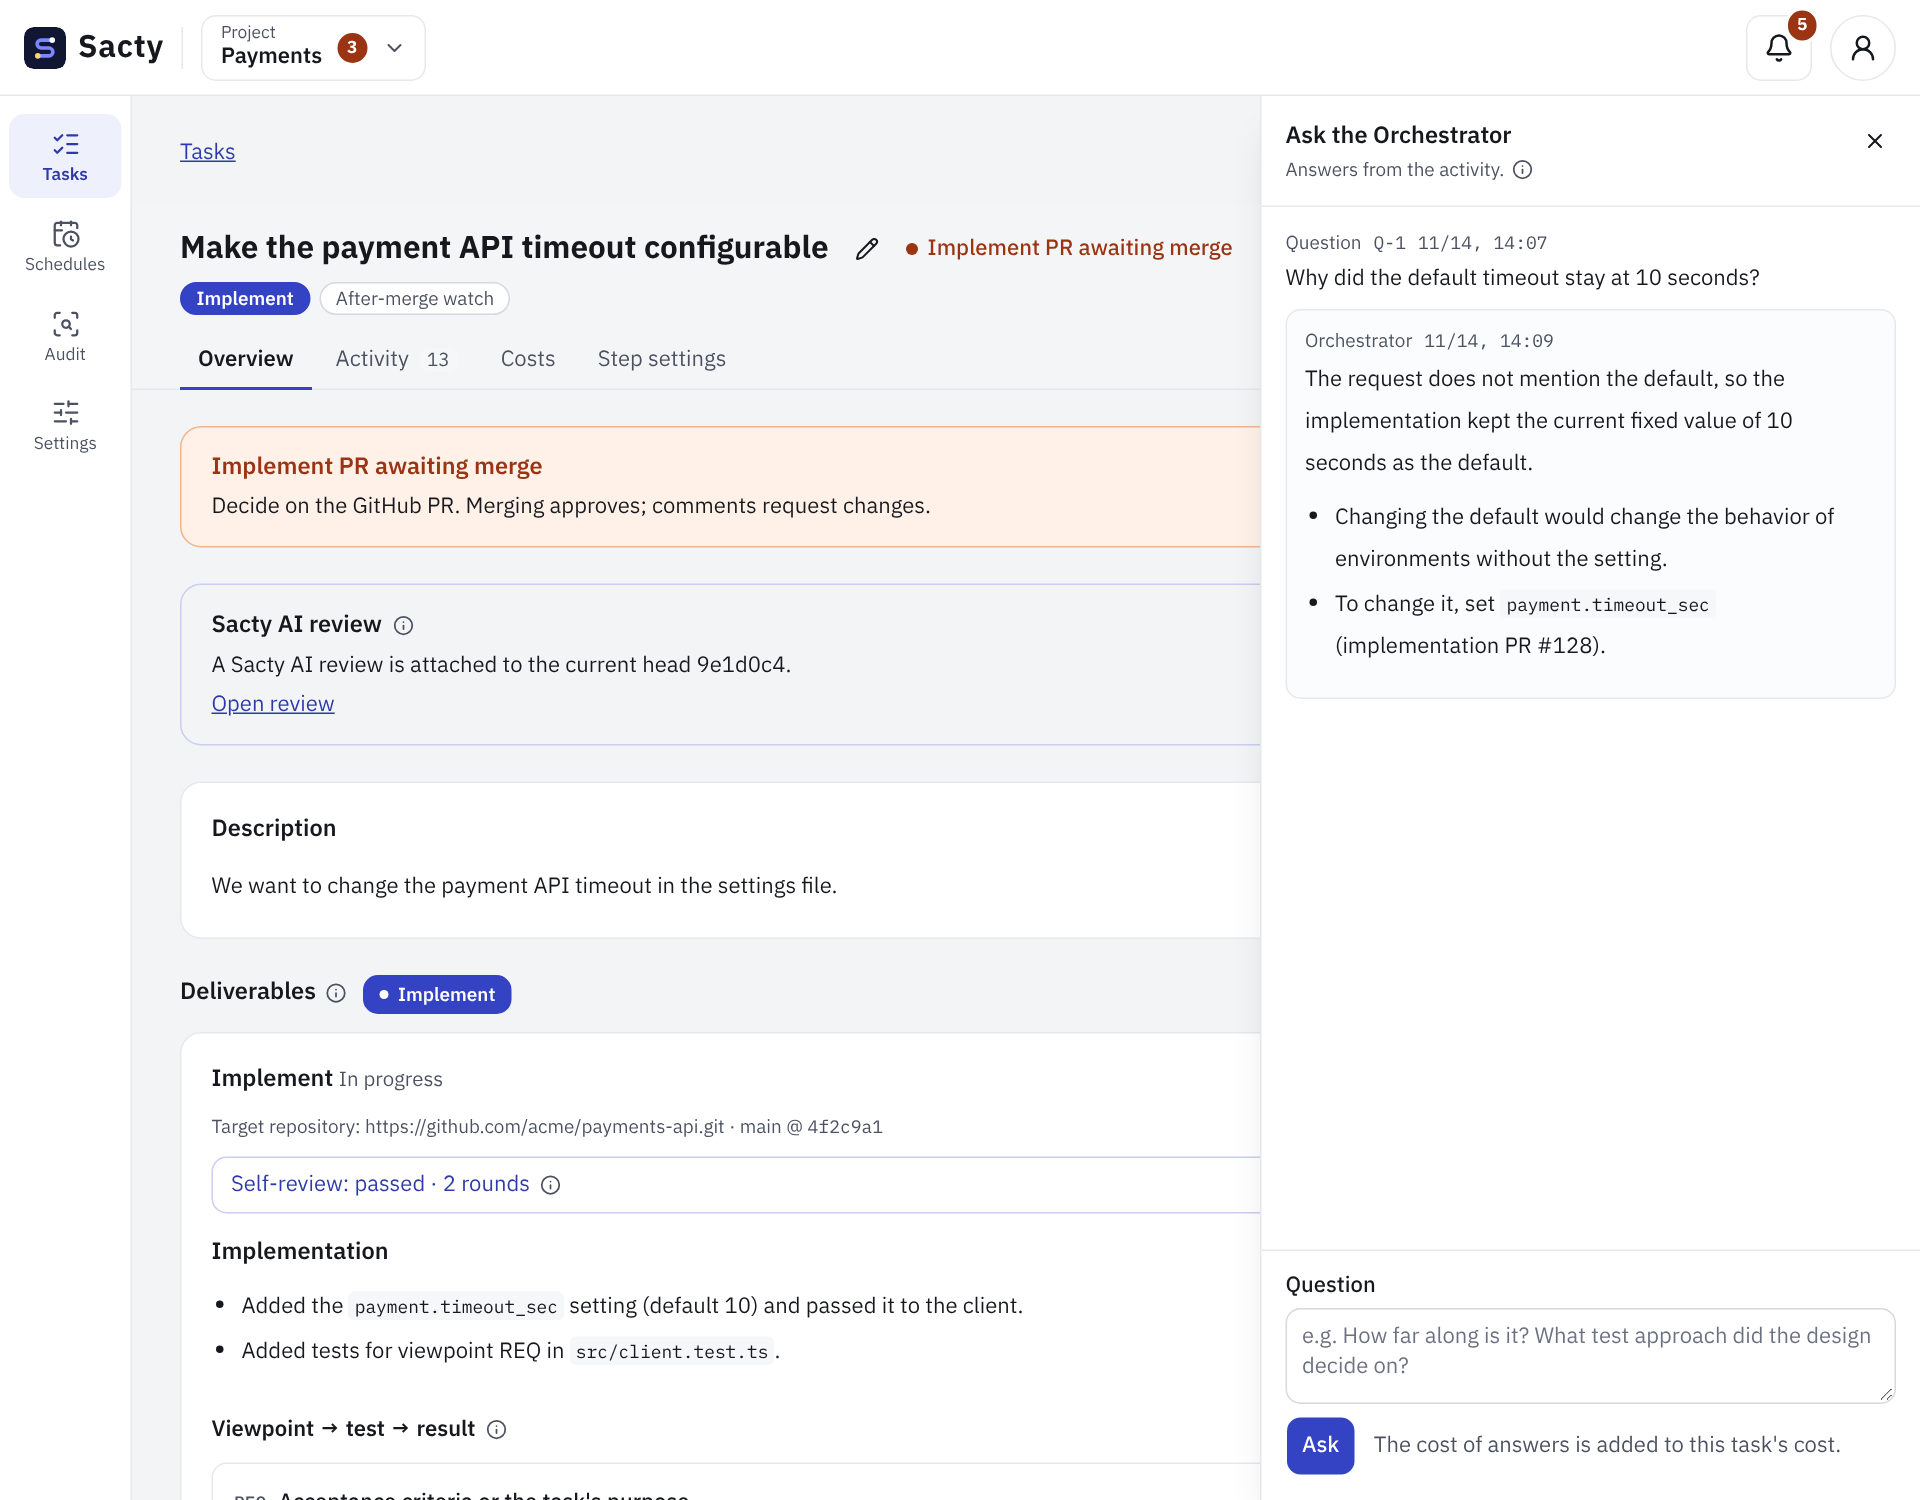 Sacty
Project
Payments 3
5
Tasks
Schedules
Audit
Settings
Tasks
Make the payment API timeout configurable
Implement PR awaiting merge
Implement
After-merge watch
Overview
Activity 13
Costs
Step settings
Implement PR awaiting merge
Decide on the GitHub PR. Merging approves; comments request changes.
Sacty AI review
A Sacty AI review is attached to the current head 9e1d0c4.
Open review
Description
We want to change the payment API timeout in the settings file.
Deliverables
Implement
Implement In progress
Target repository: https://github.com/acme/payments-api.git · main @ 4f2c9a1
Self-review: passed · 2 rounds
Implementation
• Added the payment.timeout_sec setting (default 10) and passed it to the client.
• Added tests for viewpoint REQ in src/client.test.ts.
Viewpoint → test → result
REQ Acceptance criteria or the task's purpose
Ask the Orchestrator
Answers from the activity.
Question Q-1 11/14, 14:07
Why did the default timeout stay at 10 seconds?
Orchestrator 11/14, 14:09
The request does not mention the default, so the
implementation kept the current fixed value of 10
seconds as the default.
• Changing the default would change the behavior of
environments without the setting.
• To change it, set payment.timeout_sec
(implementation PR #128).
Question
e.g. How far along is it? What test approach did the design
decide on?
Ask
The cost of answers is added to this task's cost.